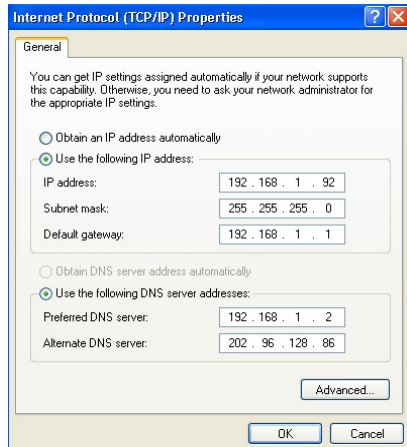 Internet Protocol (TCP/IP) Properties
General
You can get IP settings assigned automatically if your network supports
this capability. Otherwise, you need to ask your network administrator for
the appropriate IP settings.
Obtain an IP address automatically
Use the following IP address:
IP address: 192 . 168 . 1 . 92
Subnet mask: 255 . 255 . 255 . 0
Default gateway: 192 . 168 . 1 . 1
Obtain DNS server address automatically
Use the following DNS server addresses:
Preferred DNS server: 192 . 168 . 1 . 2
Alternate DNS server: 202 . 96 . 128 . 86
Advanced...
OK Cancel